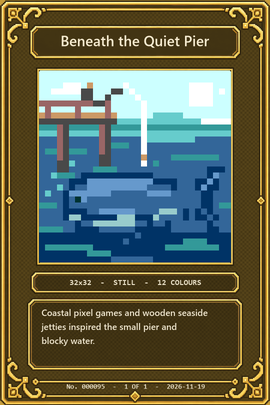 Beneath the Quiet Pier
32x32 - STILL - 12 COLOURS
Coastal pixel games and wooden seaside
jetties inspired the small pier and
blocky water.
No. 000095 - 1 OF 1 - 2026-11-19